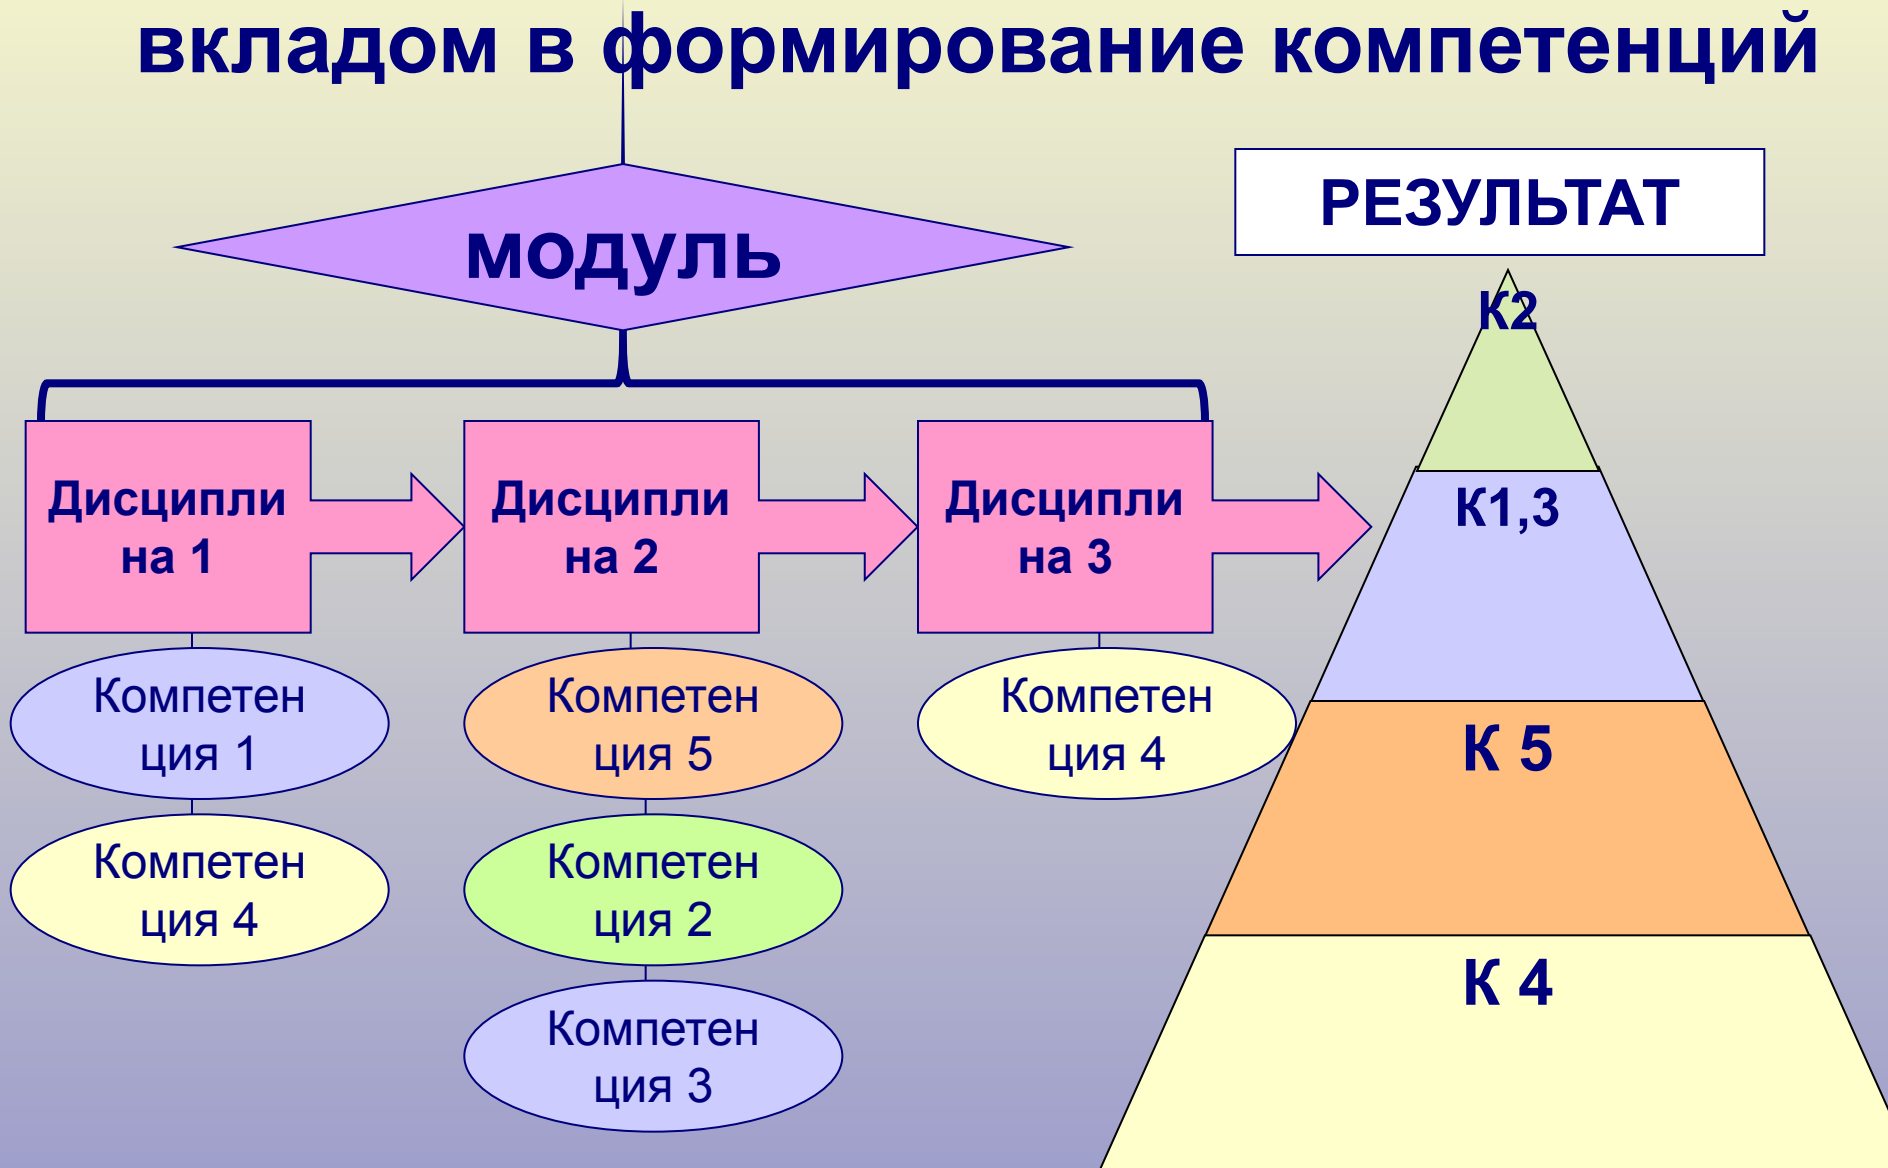 вкладом в формирование компетенций
модуль
РЕЗУЛЬТАТ
Дисципли
на 1
Компетен
ция 1
Компетен
ция 4
Дисципли
на 2
Компетен
ция 5
Компетен
ция 2
Компетен
ция 3
Дисципли
на 3
Компетен
ция 4
К2
К1,3
К 5
К 4